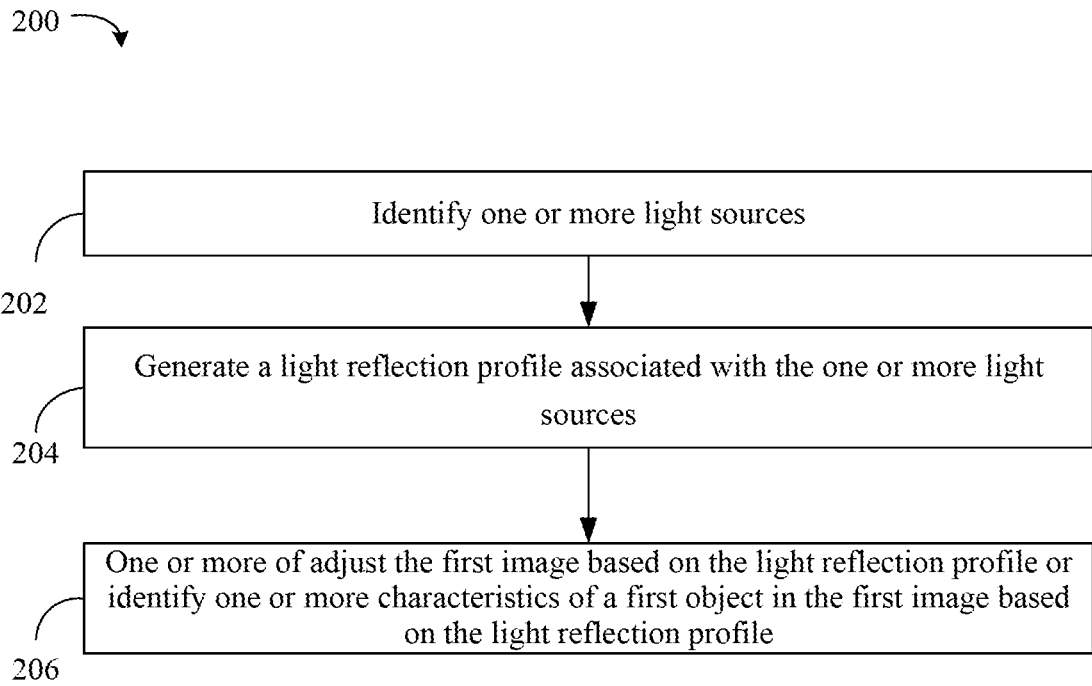 200
Identify one or more light sources
202
Generate a light reflection profile associated with the one or more light
sources
204
One or more of adjust the first image based on the light reflection profile or
identify one or more characteristics of a first object in the first image based
on the light reflection profile
206